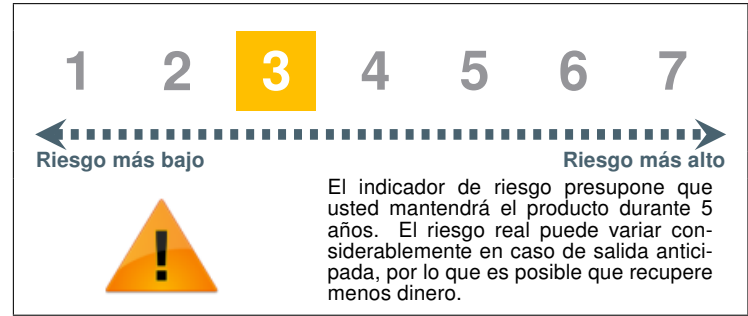 1 2 3 4 5 6 7
Riesgo más bajo Riesgo más alto
El indicador de riesgo presupone que
usted mantendrá el producto durante 5
años. El riesgo real puede variar con-
siderablemente en caso de salida antici-
pada, por lo que es posible que recupere
menos dinero.